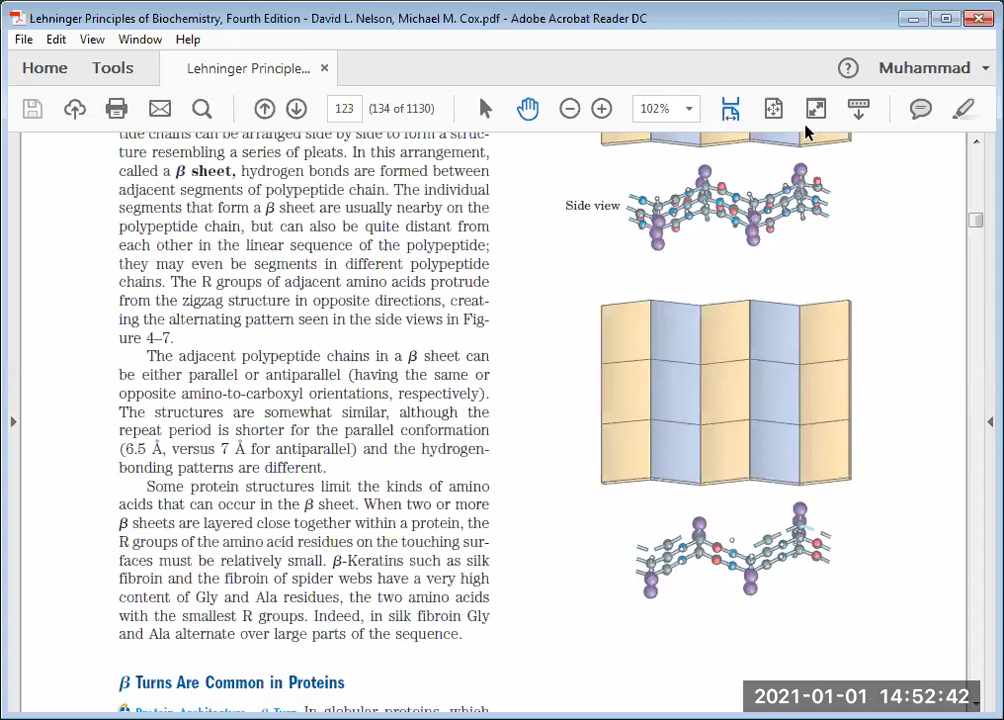 Lehninger Principles of Biochemistry, Fourth Edition - David L. Nelson, Michael M. Cox.pdf - Adobe Acrobat Reader DC
File Edit View Window Help
Home Tools Lehninger Principle... × Muhammad
123 (134 of 1130) 102%
tide chains can be arranged side by side to form a struc-
ture resembling a series of pleats. In this arrangement,
called a β sheet, hydrogen bonds are formed between
adjacent segments of polypeptide chain. The individual
segments that form a β sheet are usually nearby on the
polypeptide chain, but can also be quite distant from
each other in the linear sequence of the polypeptide;
they may even be segments in different polypeptide
chains. The R groups of adjacent amino acids protrude
from the zigzag structure in opposite directions, creat-
ing the alternating pattern seen in the side views in Fig-
ure 4–7.
The adjacent polypeptide chains in a β sheet can
be either parallel or antiparallel (having the same or
opposite amino-to-carboxyl orientations, respectively).
The structures are somewhat similar, although the
repeat period is shorter for the parallel conformation
(6.5 Å, versus 7 Å for antiparallel) and the hydrogen-
bonding patterns are different.
Some protein structures limit the kinds of amino
acids that can occur in the β sheet. When two or more
β sheets are layered close together within a protein, the
R groups of the amino acid residues on the touching sur-
faces must be relatively small. β-Keratins such as silk
fibroin and the fibroin of spider webs have a very high
content of Gly and Ala residues, the two amino acids
with the smallest R groups. Indeed, in silk fibroin Gly
and Ala alternate over large parts of the sequence.
β Turns Are Common in Proteins
Protein Architecture—β Turn In globular proteins, which
Side view
2021-01-01 14:52:42